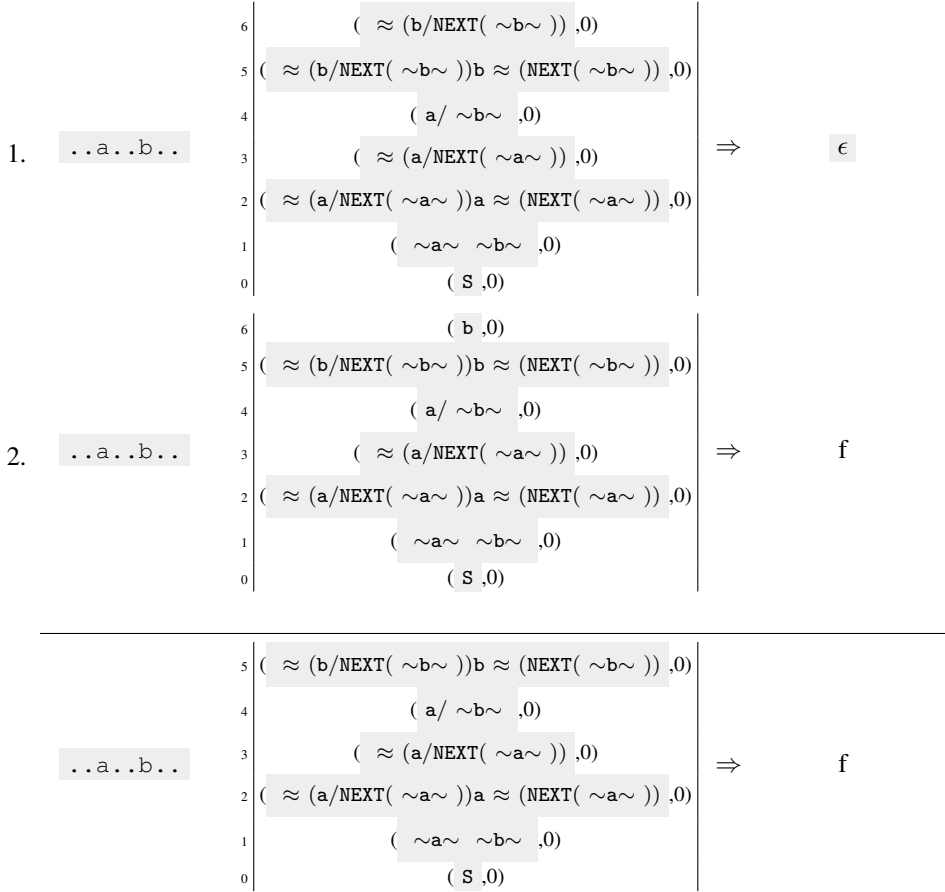 6 ( ≈ (b/NEXT( ∼b∼ )) ,0)
5 ( ≈ (b/NEXT( ∼b∼ ))b ≈ (NEXT( ∼b∼ )) ,0)
4 ( a/ ∼b∼ ,0)
1. ..a..b.. 3 ( ≈ (a/NEXT( ∼a∼ )) ,0) ⇒ ϵ
2 ( ≈ (a/NEXT( ∼a∼ ))a ≈ (NEXT( ∼a∼ )) ,0)
1 ( ∼a∼ ∼b∼ ,0)
0 ( S ,0)
6 ( b ,0)
5 ( ≈ (b/NEXT( ∼b∼ ))b ≈ (NEXT( ∼b∼ )) ,0)
4 ( a/ ∼b∼ ,0)
2. ..a..b.. 3 ( ≈ (a/NEXT( ∼a∼ )) ,0) ⇒ f
2 ( ≈ (a/NEXT( ∼a∼ ))a ≈ (NEXT( ∼a∼ )) ,0)
1 ( ∼a∼ ∼b∼ ,0)
0 ( S ,0)
5 ( ≈ (b/NEXT( ∼b∼ ))b ≈ (NEXT( ∼b∼ )) ,0)
4 ( a/ ∼b∼ ,0)
..a..b.. 3 ( ≈ (a/NEXT( ∼a∼ )) ,0) ⇒ f
2 ( ≈ (a/NEXT( ∼a∼ ))a ≈ (NEXT( ∼a∼ )) ,0)
1 ( ∼a∼ ∼b∼ ,0)
0 ( S ,0)